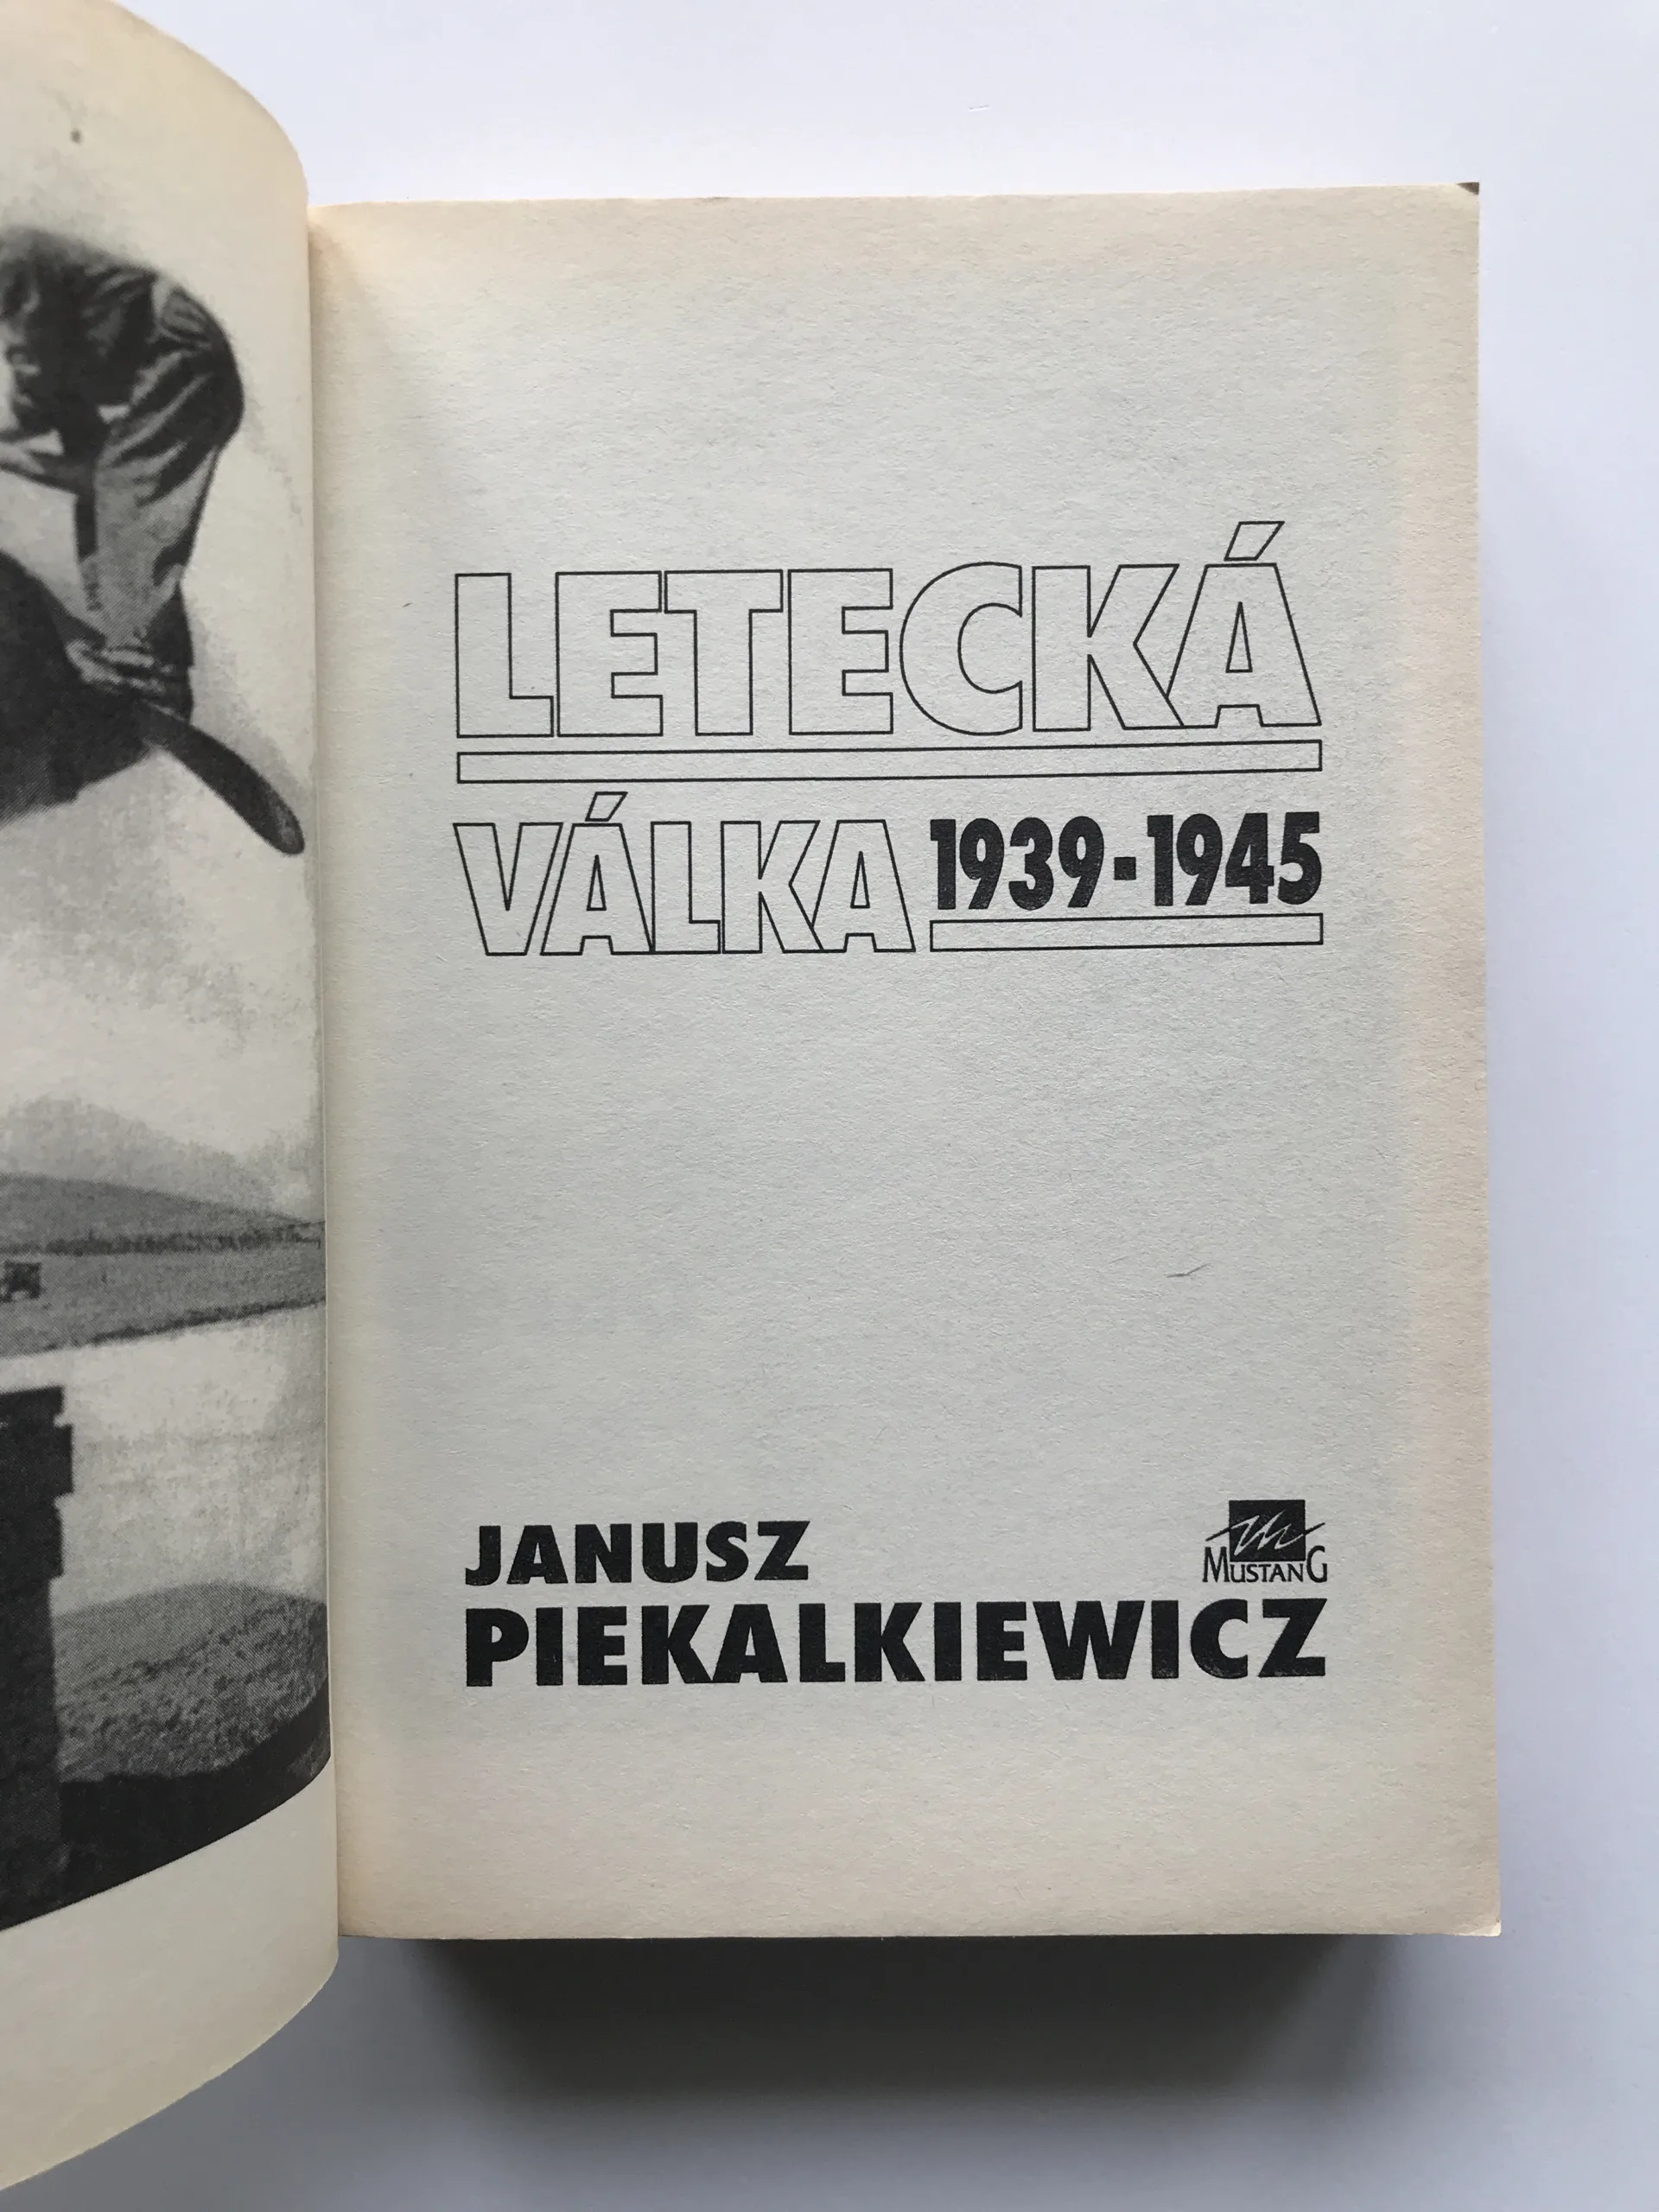 LETECKÁ
VÁLKA 1939-1945
JANUSZ
MUSTANG
PIEKALKIEWICZ